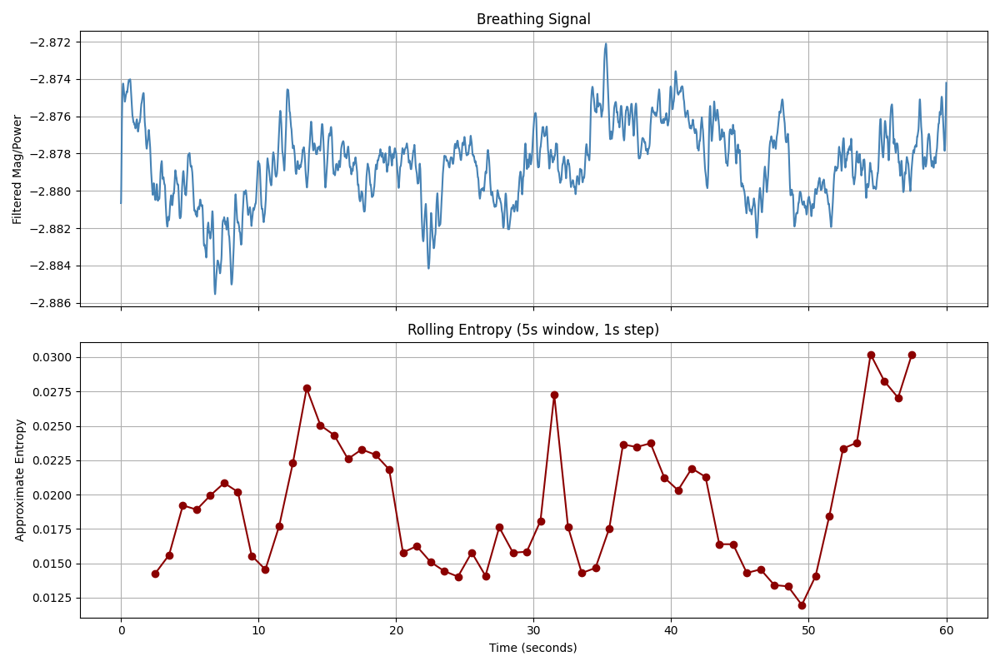 Breathing Signal
Filtered Mag/Power
−2.872
−2.874
−2.876
−2.878
−2.880
−2.882
−2.884
−2.886
Rolling Entropy (5s window, 1s step)
Approximate Entropy
0.0300
0.0275
0.0250
0.0225
0.0200
0.0175
0.0150
0.0125
0 10 20 30 40 50 60
Time (seconds)